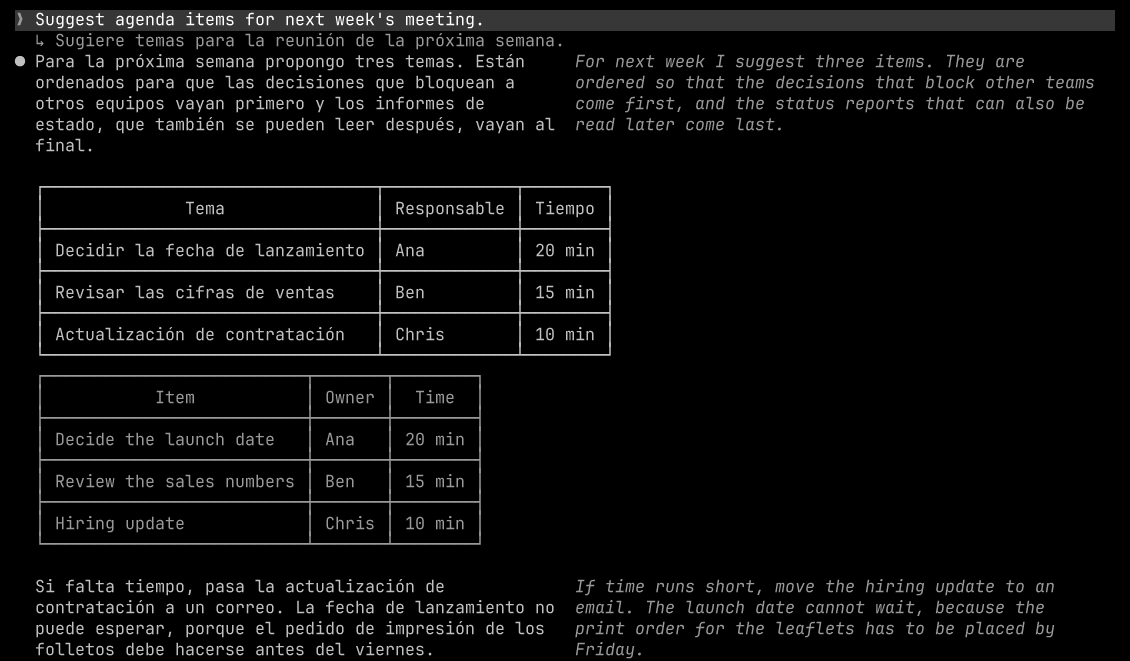 ❯ Suggest agenda items for next week's meeting.
↳ Sugiere temas para la reunión de la próxima semana.
● Para la próxima semana propongo tres temas. Están
ordenados para que las decisiones que bloquean a
otros equipos vayan primero y los informes de
estado, que también se pueden leer después, vayan al
final.
For next week I suggest three items. They are
ordered so that the decisions that block other teams
come first, and the status reports that can also be
read later come last.
Tema Responsable Tiempo
Decidir la fecha de lanzamiento Ana 20 min
Revisar las cifras de ventas Ben 15 min
Actualización de contratación Chris 10 min
Item Owner Time
Decide the launch date Ana 20 min
Review the sales numbers Ben 15 min
Hiring update Chris 10 min
Si falta tiempo, pasa la actualización de
contratación a un correo. La fecha de lanzamiento no
puede esperar, porque el pedido de impresión de los
folletos debe hacerse antes del viernes.
If time runs short, move the hiring update to an
email. The launch date cannot wait, because the
print order for the leaflets has to be placed by
Friday.